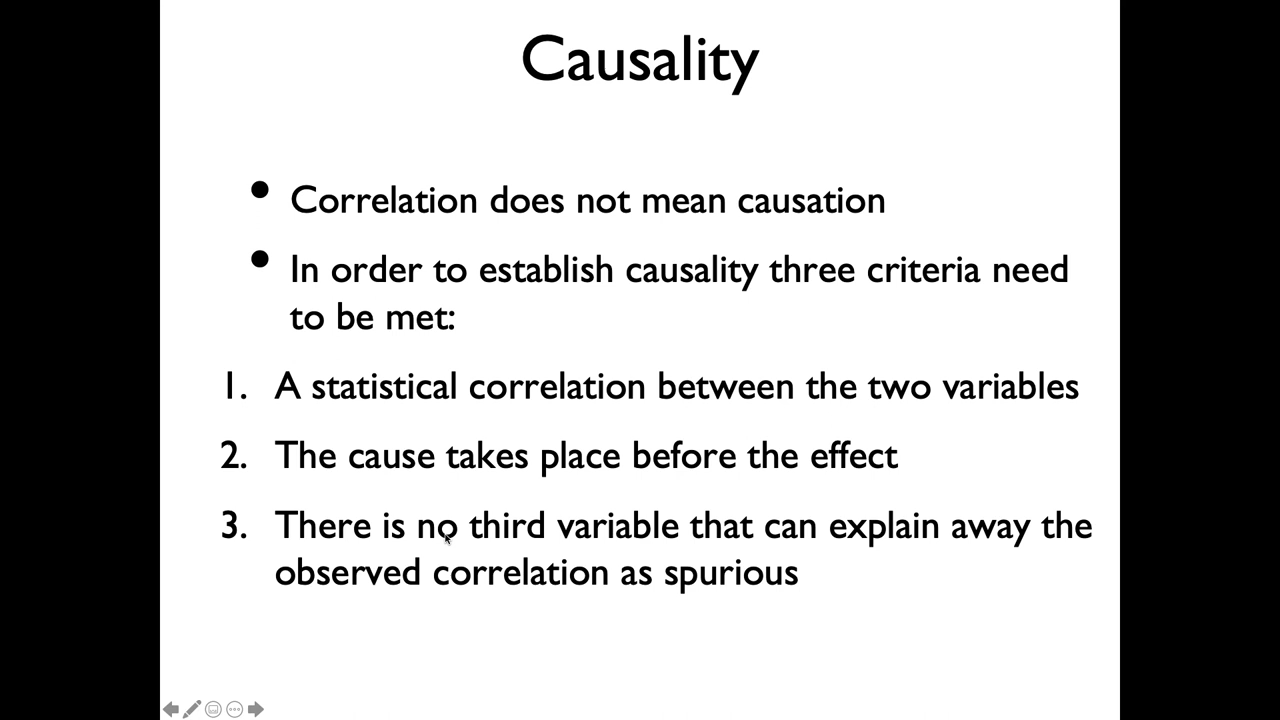 Causality
• Correlation does not mean causation
• In order to establish causality three criteria need
to be met:
1. A statistical correlation between the two variables
2. The cause takes place before the effect
3. There is no third variable that can explain away the
observed correlation as spurious